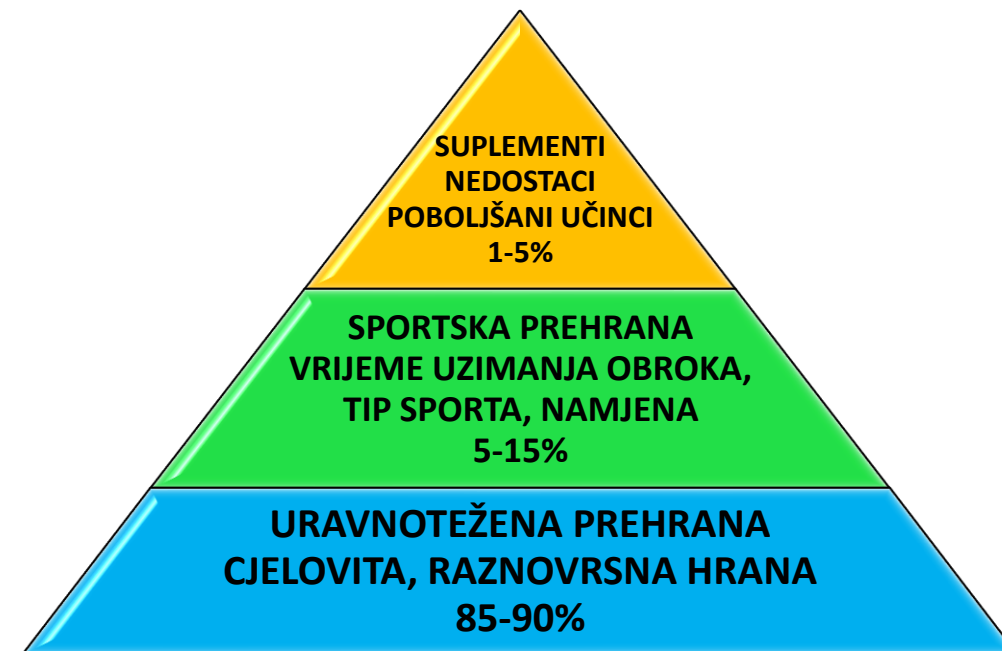 SUPLEMENTI
NEDOSTACI
POBOLJŠANI UČINCI
1-5%
SPORTSKA PREHRANA
VRIJEME UZIMANJA OBROKA,
TIP SPORTA, NAMJENA
5-15%
URAVNOTEŽENA PREHRANA
CJELOVITA, RAZNOVRSNA HRANA
85-90%